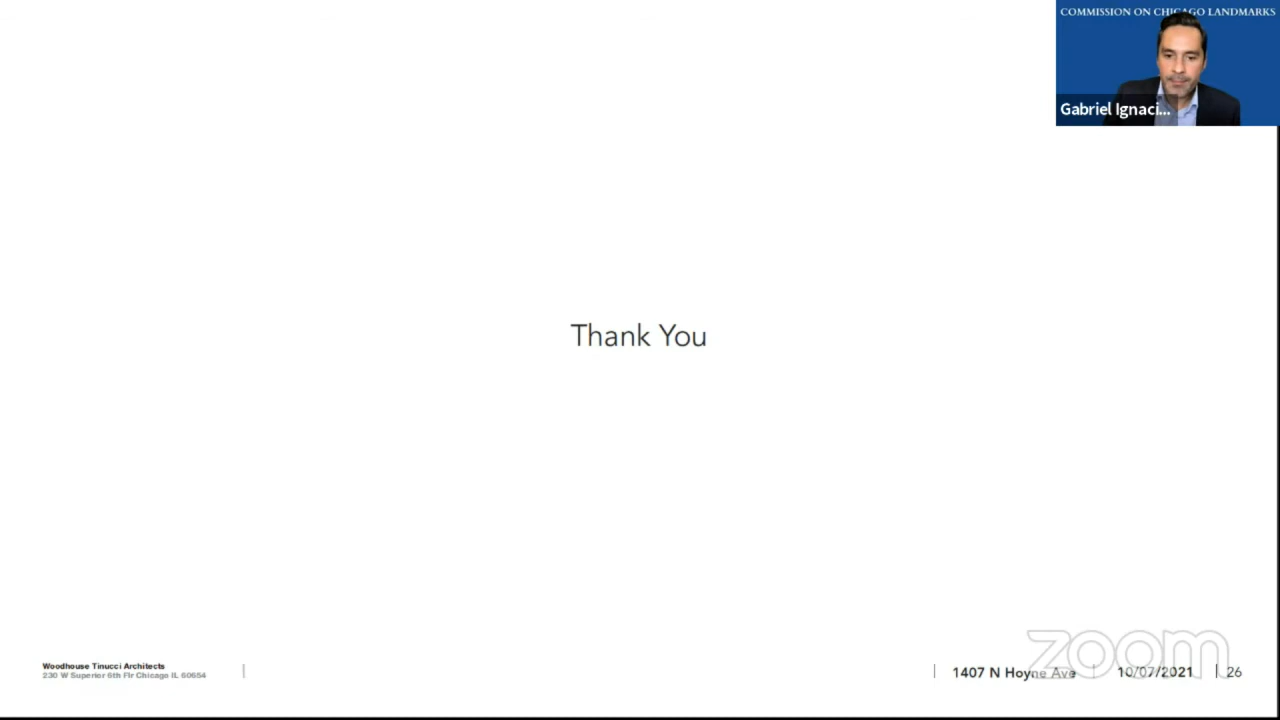 COMMISSION ON CHICAGO LANDMARKS
Gabriel Ignaci...
Thank You
zoom
Woodhouse Tinucci Architects
230 W Superior 6th Flr Chicago IL 60654
1407 N Hoyne Ave
10/07/2021
26